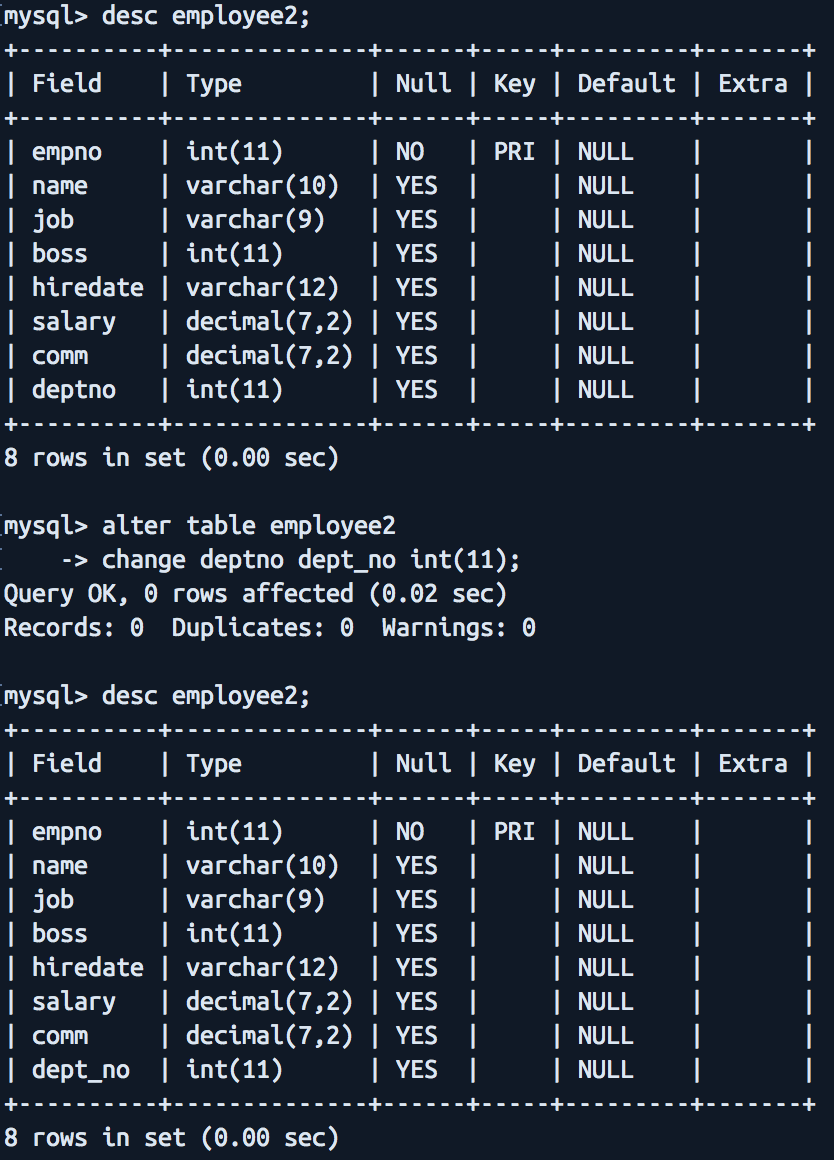 mysql> desc employee2;
+----------+--------------+------+-----+---------+-------+
| Field    | Type         | Null | Key | Default | Extra |
+----------+--------------+------+-----+---------+-------+
| empno    | int(11)      | NO   | PRI | NULL    |       |
| name     | varchar(10)  | YES  |     | NULL    |       |
| job      | varchar(9)   | YES  |     | NULL    |       |
| boss     | int(11)      | YES  |     | NULL    |       |
| hiredate | varchar(12)  | YES  |     | NULL    |       |
| salary   | decimal(7,2) | YES  |     | NULL    |       |
| comm     | decimal(7,2) | YES  |     | NULL    |       |
| deptno   | int(11)      | YES  |     | NULL    |       |
+----------+--------------+------+-----+---------+-------+
8 rows in set (0.00 sec)

mysql> alter table employee2
    -> change deptno dept_no int(11);
Query OK, 0 rows affected (0.02 sec)
Records: 0  Duplicates: 0  Warnings: 0

mysql> desc employee2;
+----------+--------------+------+-----+---------+-------+
| Field    | Type         | Null | Key | Default | Extra |
+----------+--------------+------+-----+---------+-------+
| empno    | int(11)      | NO   | PRI | NULL    |       |
| name     | varchar(10)  | YES  |     | NULL    |       |
| job      | varchar(9)   | YES  |     | NULL    |       |
| boss     | int(11)      | YES  |     | NULL    |       |
| hiredate | varchar(12)  | YES  |     | NULL    |       |
| salary   | decimal(7,2) | YES  |     | NULL    |       |
| comm     | decimal(7,2) | YES  |     | NULL    |       |
| dept_no  | int(11)      | YES  |     | NULL    |       |
+----------+--------------+------+-----+---------+-------+
8 rows in set (0.00 sec)